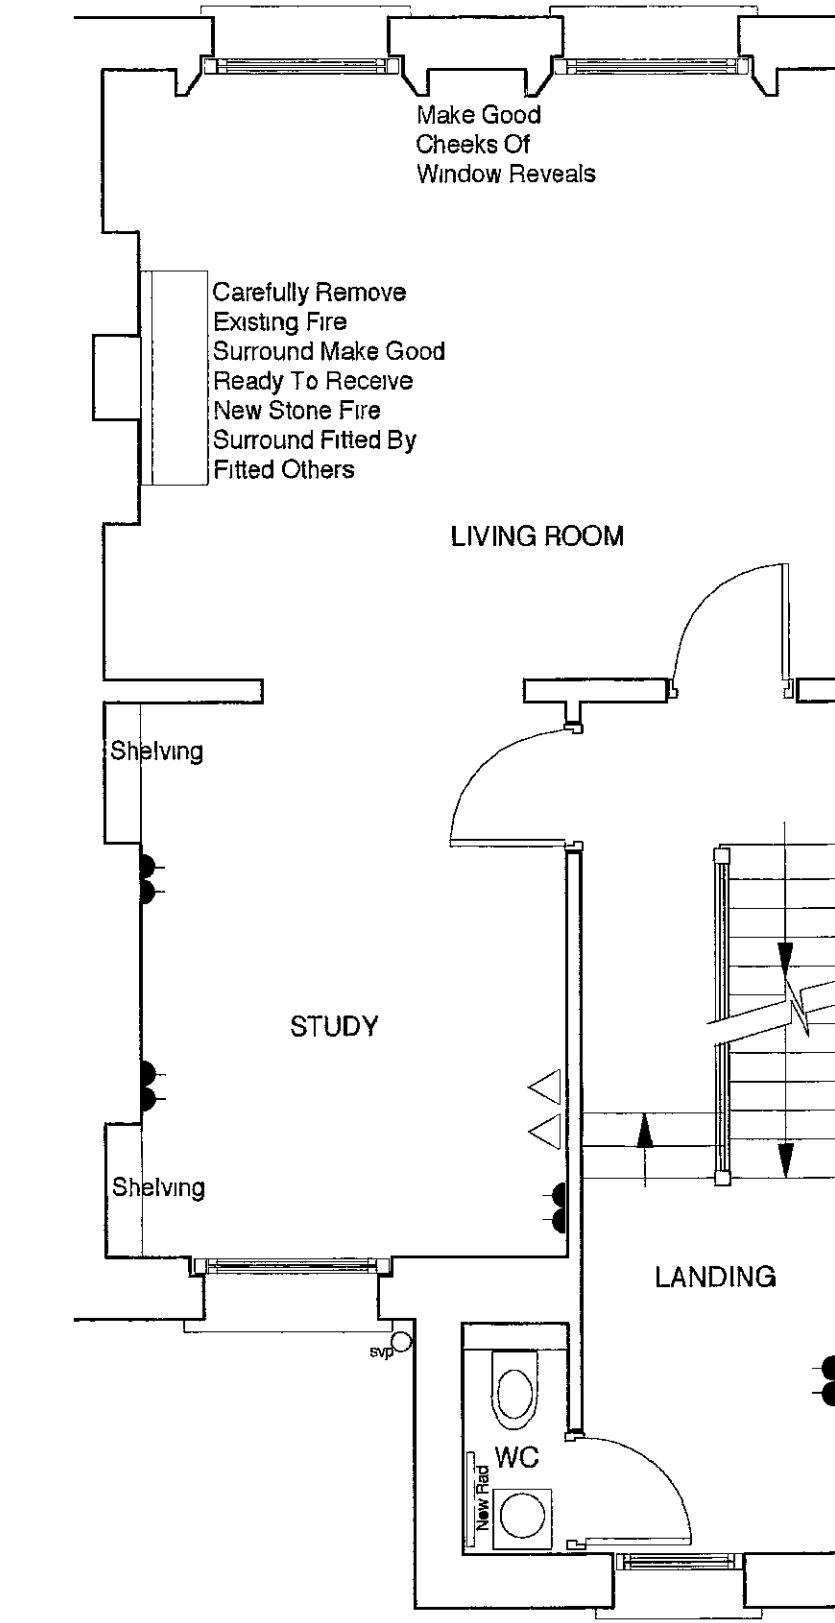 Make Good
Cheeks Of
Window Reveals
Carefully Remove
Existing Fire
Surround Make Good
Ready To Receive
New Stone Fire
Surround Fitted By
Fitted Others
LIVING ROOM
Shelving
STUDY
Shelving
LANDING
svp
WC
New Rad